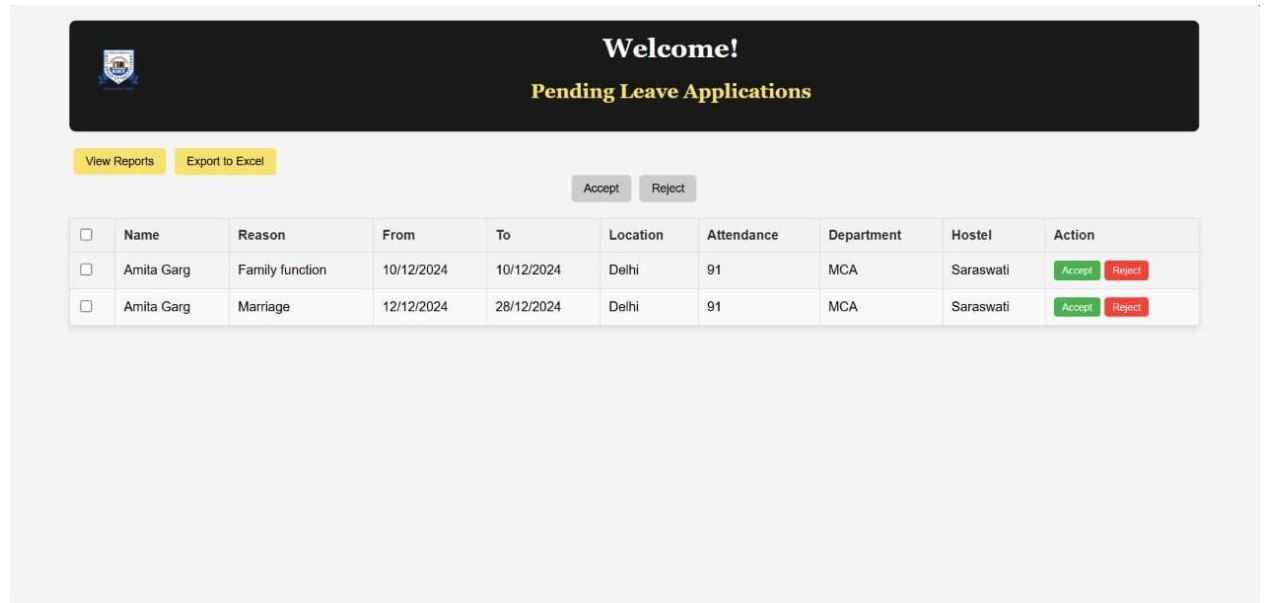 Welcome!
Pending Leave Applications
View Reports Export to Excel
Accept Reject
Name Reason From To Location Attendance Department Hostel Action
Amita Garg Family function 10/12/2024 10/12/2024 Delhi 91 MCA Saraswati Accept Reject
Amita Garg Marriage 12/12/2024 28/12/2024 Delhi 91 MCA Saraswati Accept Reject